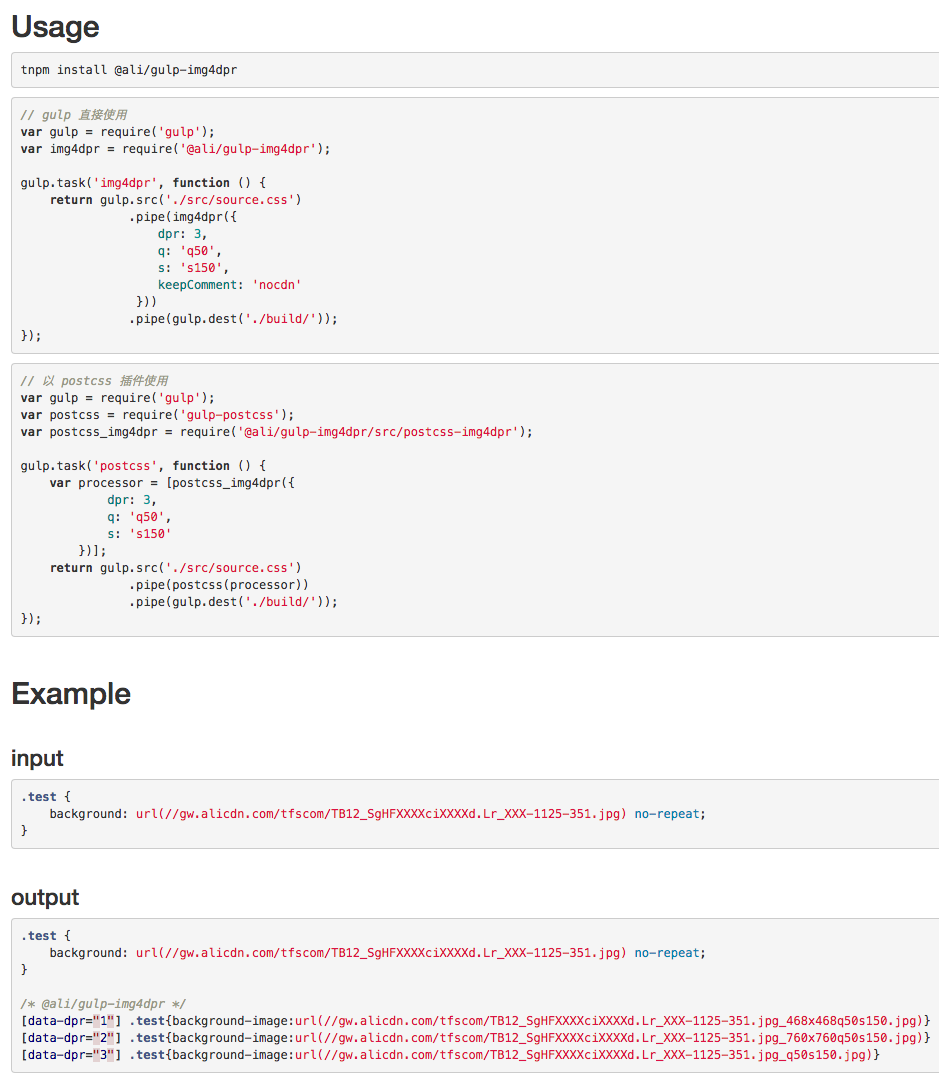 Usage
tnpm install @ali/gulp-img4dpr
// gulp 直接使用
var gulp = require('gulp');
var img4dpr = require('@ali/gulp-img4dpr');
gulp.task('img4dpr', function () {
    return gulp.src('./src/source.css')
               .pipe(img4dpr({
                   dpr: 3,
                   q: 'q50',
                   s: 's150',
                   keepComment: 'nocdn'
                }))
               .pipe(gulp.dest('./build/'));
});
// 以 postcss 插件使用
var gulp = require('gulp');
var postcss = require('gulp-postcss');
var postcss_img4dpr = require('@ali/gulp-img4dpr/src/postcss-img4dpr');
gulp.task('postcss', function () {
    var processor = [postcss_img4dpr({
            dpr: 3,
            q: 'q50',
            s: 's150'
        })];
    return gulp.src('./src/source.css')
               .pipe(postcss(processor))
               .pipe(gulp.dest('./build/'));
});
Example
input
.test {
    background: url(//gw.alicdn.com/tfscom/TB12_SgHFXXXXciXXXXd.Lr_XXX-1125-351.jpg) no-repeat;
}
output
.test {
    background: url(//gw.alicdn.com/tfscom/TB12_SgHFXXXXciXXXXd.Lr_XXX-1125-351.jpg) no-repeat;
}
/* @ali/gulp-img4dpr */
[data-dpr="1"] .test{background-image:url(//gw.alicdn.com/tfscom/TB12_SgHFXXXXciXXXXd.Lr_XXX-1125-351.jpg_468x468q50s150.jpg)}
[data-dpr="2"] .test{background-image:url(//gw.alicdn.com/tfscom/TB12_SgHFXXXXciXXXXd.Lr_XXX-1125-351.jpg_760x760q50s150.jpg)}
[data-dpr="3"] .test{background-image:url(//gw.alicdn.com/tfscom/TB12_SgHFXXXXciXXXXd.Lr_XXX-1125-351.jpg_q50s150.jpg)}